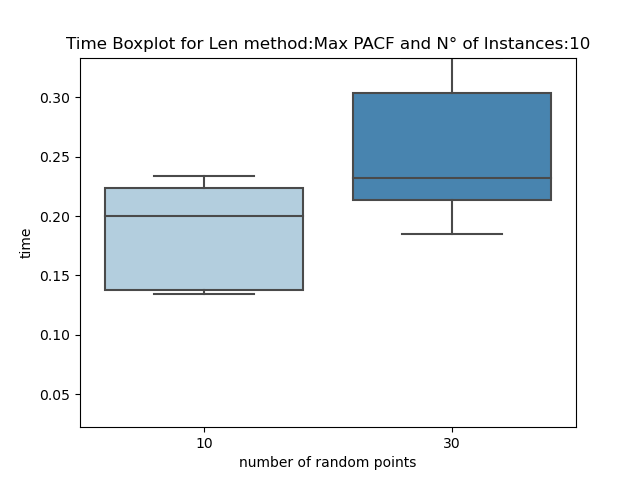 Time Boxplot for Len method:Max PACF and N° of Instances:10
0.30
0.25
0.20
0.15
0.10
0.05
time
10
30
number of random points